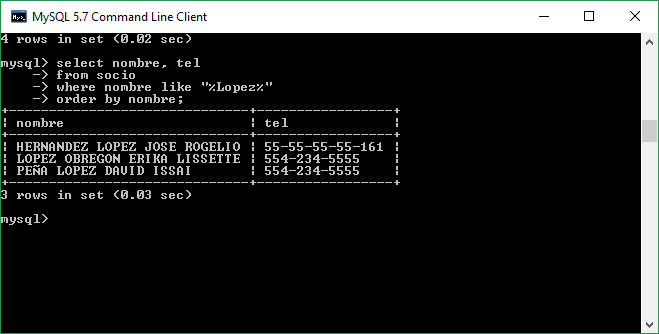 MySQL 5.7 Command Line Client
4 rows in set (0.02 sec)
mysql> select nombre, tel
    -> from socio
    -> where nombre like "%Lopez%"
    -> order by nombre;
+---------------------------+----------------+
| nombre                    | tel            |
+---------------------------+----------------+
| HERNANDEZ LOPEZ JOSE ROGELIO | 55-55-55-55-161 |
| LOPEZ OBREGON ERIKA LISSETTE | 554-234-5555    |
| PEÑA LOPEZ DAVID ISSAI       | 554-234-5555    |
+---------------------------+----------------+
3 rows in set (0.03 sec)
mysql>